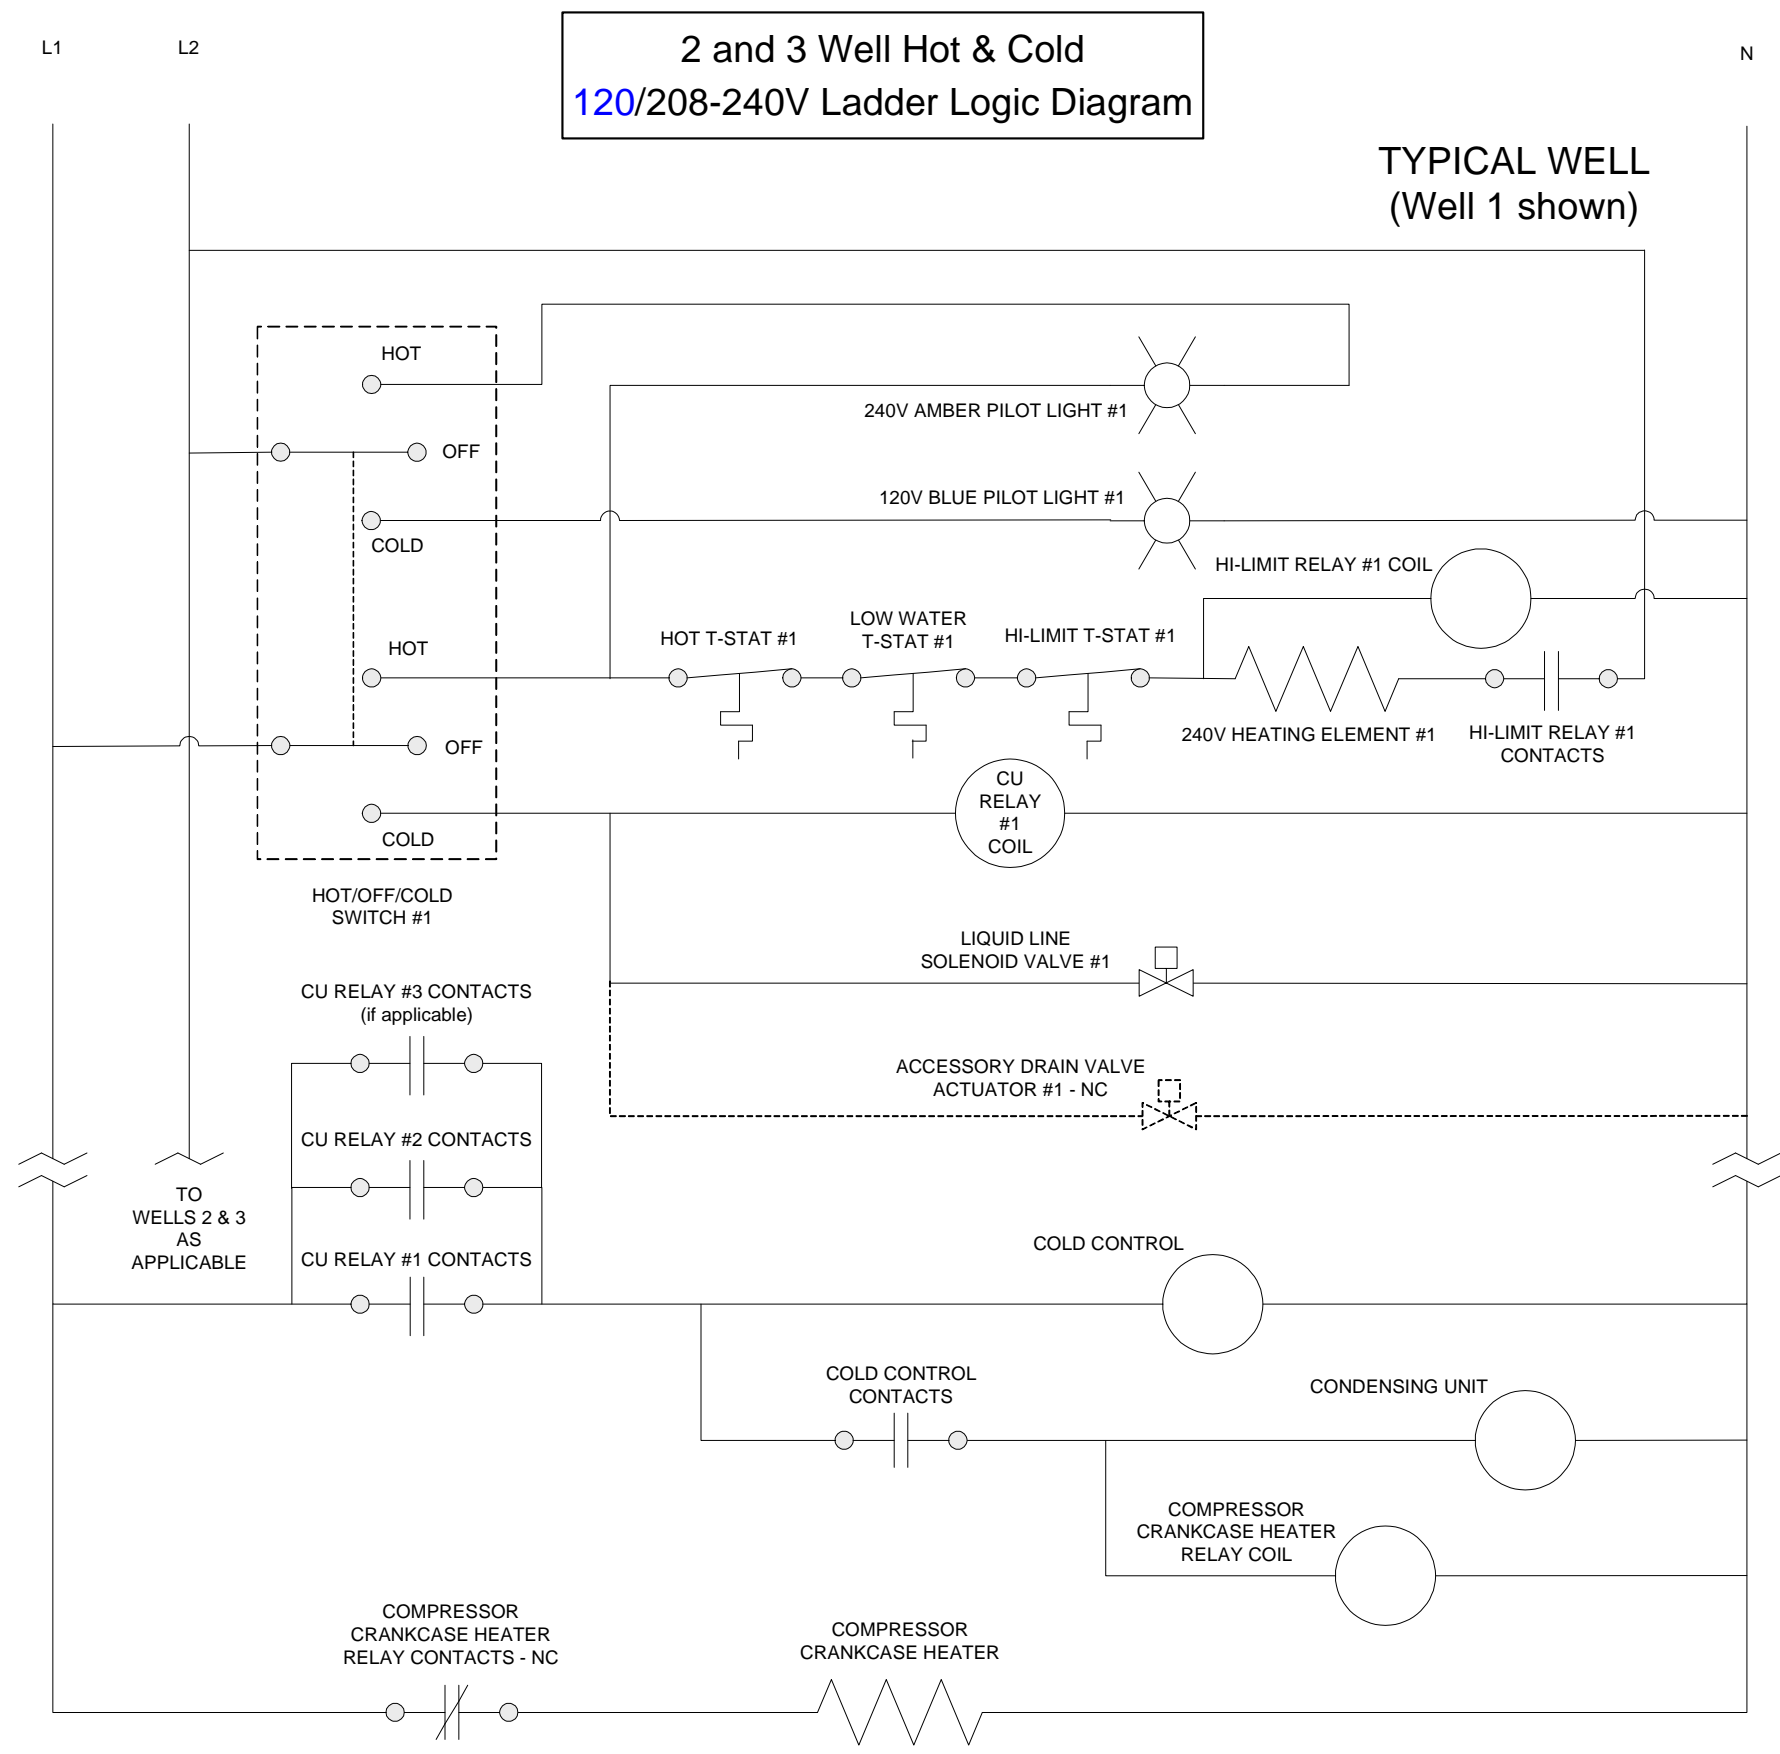 L1
L2
2 and 3 Well Hot & Cold
120/208-240V Ladder Logic Diagram
N
TYPICAL WELL
(Well 1 shown)
HOT
240V AMBER PILOT LIGHT #1
OFF
120V BLUE PILOT LIGHT #1
COLD
HI-LIMIT RELAY #1 COIL
HOT
HOT T-STAT #1
LOW WATER
T-STAT #1
HI-LIMIT T-STAT #1
240V HEATING ELEMENT #1
HI-LIMIT RELAY #1
CONTACTS
OFF
CU
RELAY
#1
COIL
COLD
HOT/OFF/COLD
SWITCH #1
LIQUID LINE
SOLENOID VALVE #1
CU RELAY #3 CONTACTS
(if applicable)
ACCESSORY DRAIN VALVE
ACTUATOR #1 - NC
CU RELAY #2 CONTACTS
TO
WELLS 2 & 3
AS
APPLICABLE
CU RELAY #1 CONTACTS
COLD CONTROL
COLD CONTROL
CONTACTS
CONDENSING UNIT
COMPRESSOR
CRANKCASE HEATER
RELAY COIL
COMPRESSOR
CRANKCASE HEATER
RELAY CONTACTS - NC
COMPRESSOR
CRANKCASE HEATER